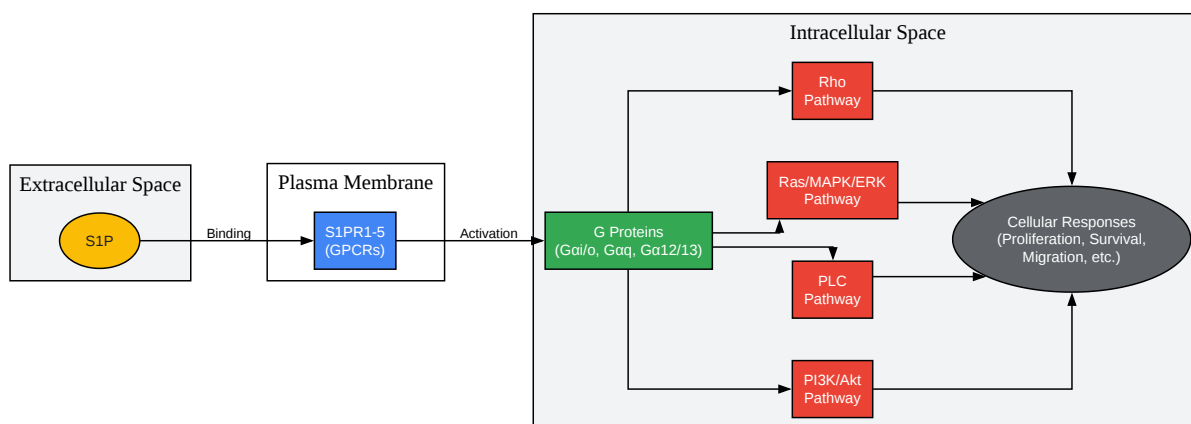 Extracellular Space
S1P
Binding
Plasma Membrane
S1PR1-5
(GPCRs)
Activation
Intracellular Space
G Proteins
(Gαi/o, Gαq, Gα12/13)
Rho
Pathway
Ras/MAPK/ERK
Pathway
PLC
Pathway
PI3K/Akt
Pathway
Cellular Responses
(Proliferation, Survival,
Migration, etc.)